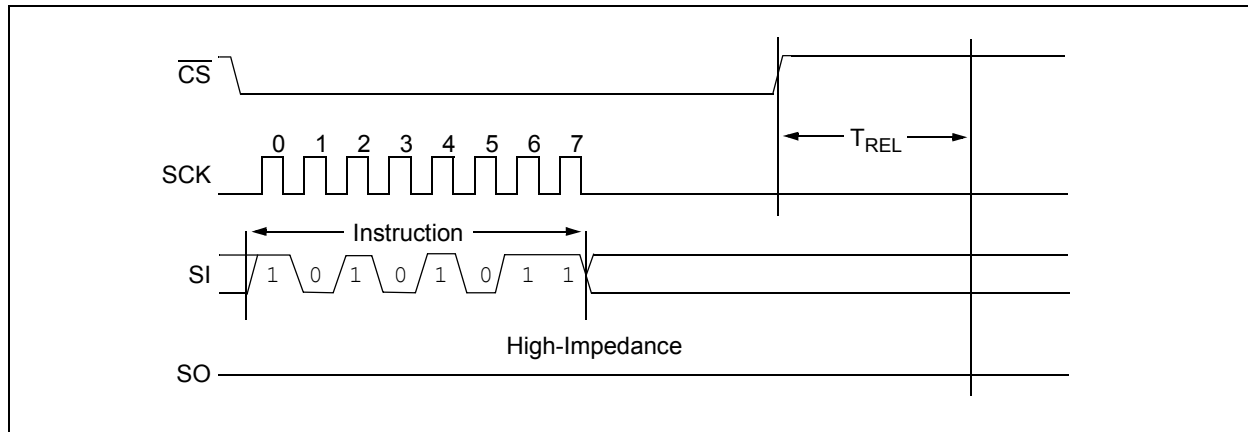 CS
0 1 2 3 4 5 6 7
TREL
SCK
Instruction
SI 1 0 1 0 1 0 1 1
High-Impedance
SO